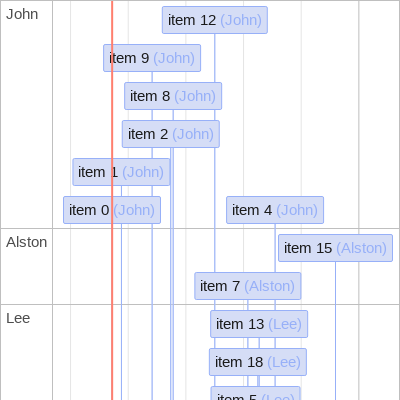 John
item 12 (John)
item 9 (John)
item 8 (John)
item 2 (John)
item 1 (John)
item 0 (John)
item 4 (John)
Alston
item 15 (Alston)
item 7 (Alston)
Lee
item 13 (Lee)
item 18 (Lee)
item 5 (Lee)